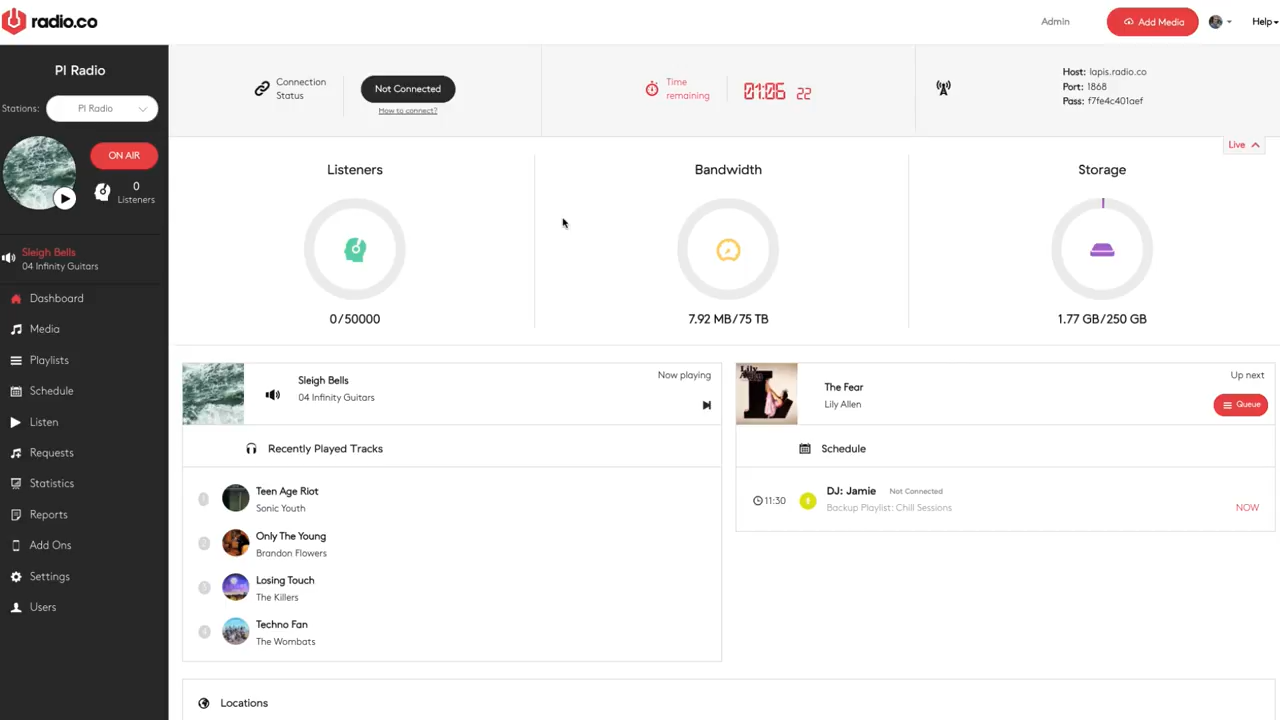 radio.co
Admin
Add Media
Help
PI Radio
Stations:
PI Radio
ON AIR
0
Listeners
Sleigh Bells
04 Infinity Guitars
Dashboard
Media
Playlists
Schedule
Listen
Requests
Statistics
Reports
Add Ons
Settings
Users
Connection
Status
Not Connected
How to connect?
Time
remaining
01:06 22
Host: lapis.radio.co
Port: 1868
Pass: f7fe4c401aef
Live
Listeners
0/50000
Bandwidth
7.92 MB/75 TB
Storage
1.77 GB/250 GB
Sleigh Bells
04 Infinity Guitars
Now playing
Recently Played Tracks
1
Teen Age Riot
Sonic Youth
2
Only The Young
Brandon Flowers
3
Losing Touch
The Killers
4
Techno Fan
The Wombats
The Fear
Lily Allen
Up next
Queue
Schedule
11:30
DJ: Jamie Not Connected
Backup Playlist: Chill Sessions
NOW
Locations